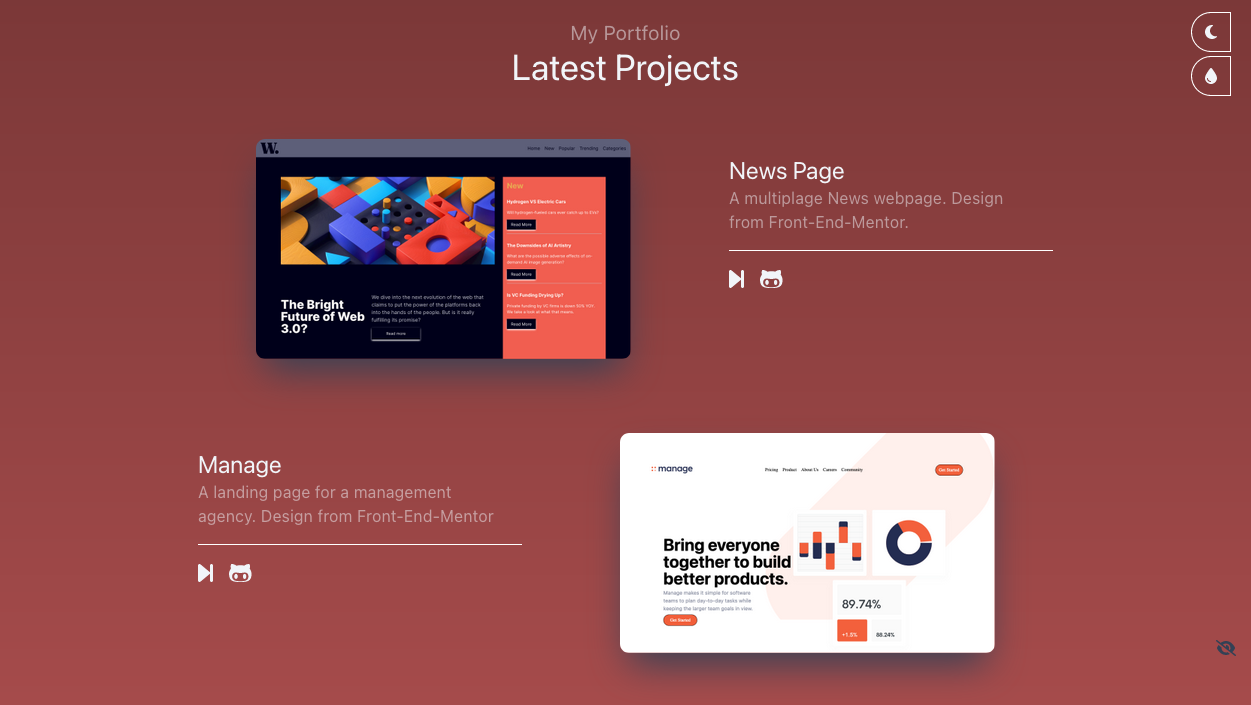 My Portfolio
Latest Projects
W.
Home New Popular Trending Categories
New
Hydrogen VS Electric Cars
Will hydrogen-fueled cars ever catch up to EVs?
Read More
The Downsides of AI Artistry
What are the possible adverse effects of on-
demand AI image generation?
Read More
Is VC Funding Drying Up?
Private funding by VC firms is down 50% YOY.
We take a look at what that means.
Read More
The Bright
Future of Web
3.0?
We dive into the next evolution of the web that
claims to put the power of the platforms back
into the hands of the people. But is it really
fulfilling its promise?
Read more
News Page
A multiplage News webpage. Design
from Front-End-Mentor.
Manage
A landing page for a management
agency. Design from Front-End-Mentor
manage
Pricing Product About Us Careers Community
Get Started
Bring everyone
together to build
better products.
Manage makes it simple for software
teams to plan day-to-day tasks while
keeping the larger team goals in view.
Get Started
89.74%
+1.5%
88.24%